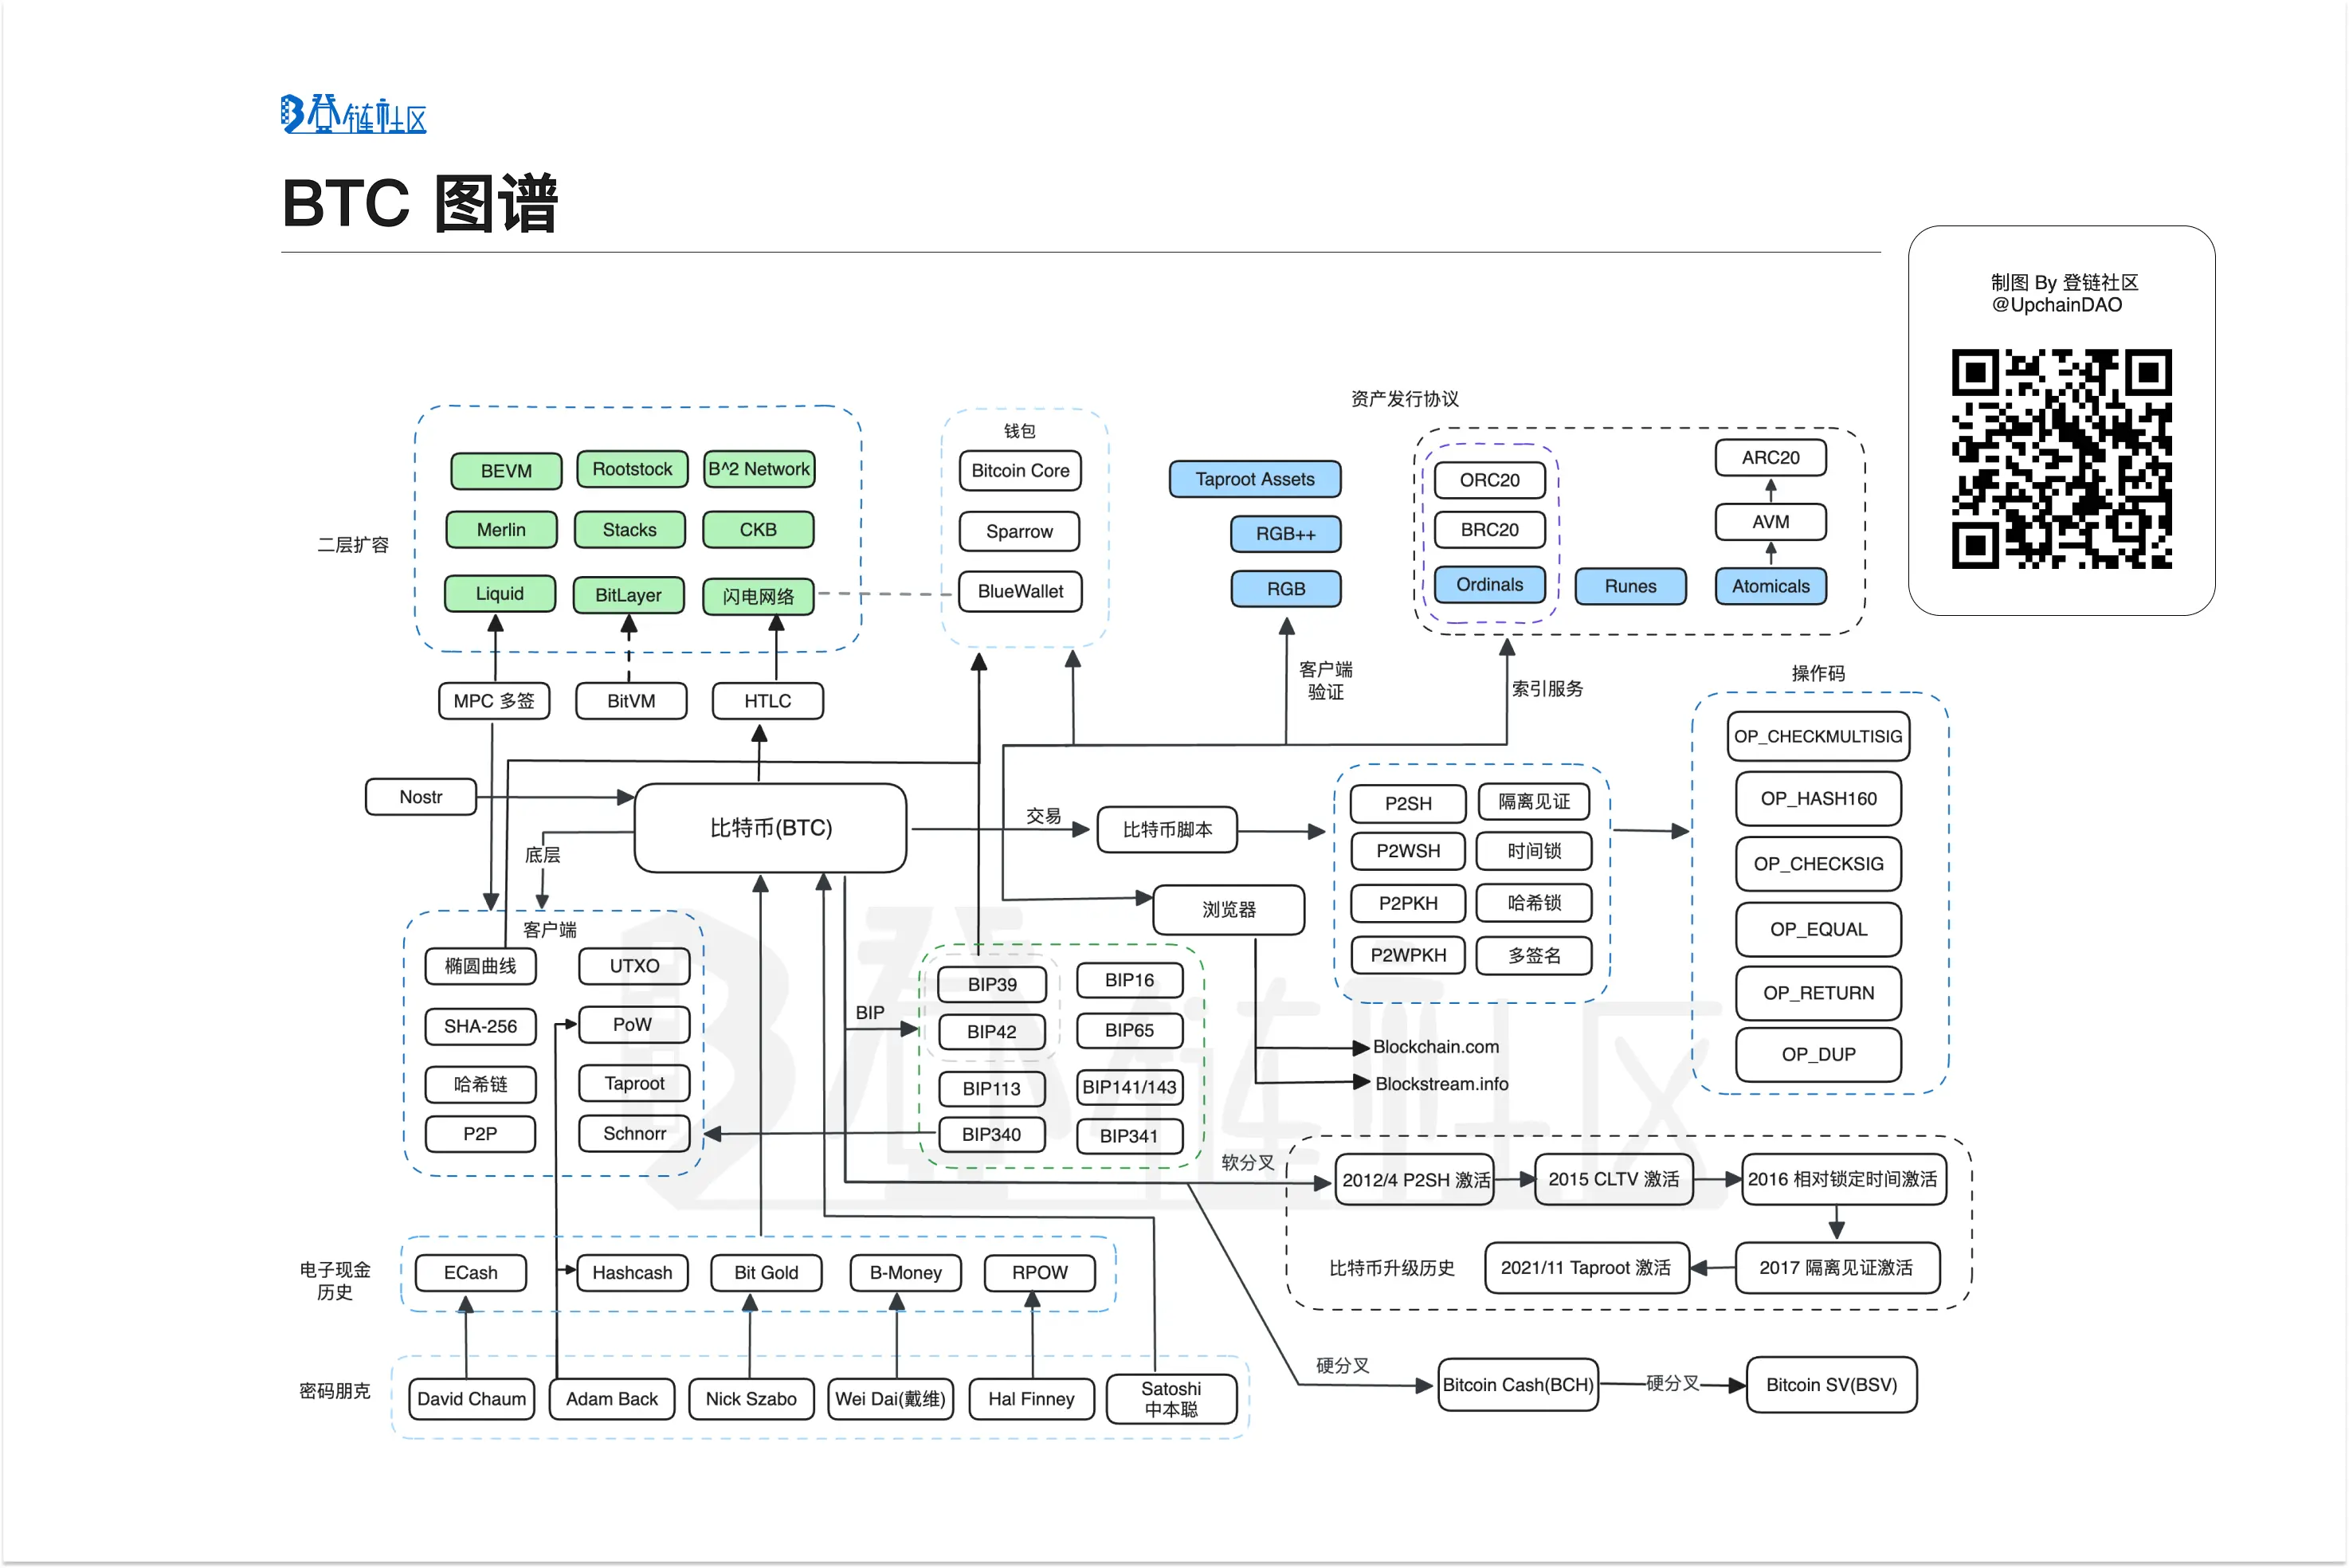 登链社区
BTC 图谱
制图 By 登链社区
@UpchainDAO
二层扩容
BEVM
Rootstock
B^2 Network
Merlin
Stacks
CKB
Liquid
BitLayer
闪电网络
MPC 多签
BitVM
HTLC
钱包
Bitcoin Core
Sparrow
BlueWallet
资产发行协议
Taproot Assets
RGB++
RGB
ORC20
BRC20
Ordinals
Runes
ARC20
AVM
Atomicals
客户端
验证
索引服务
操作码
OP_CHECKMULTISIG
OP_HASH160
OP_CHECKSIG
OP_EQUAL
OP_RETURN
OP_DUP
Nostr
比特币(BTC)
底层
交易
比特币脚本
P2SH
隔离见证
P2WSH
时间锁
P2PKH
哈希锁
P2WPKH
多签名
浏览器
Blockchain.com
Blockstream.info
客户端
椭圆曲线
UTXO
SHA-256
PoW
哈希链
Taproot
P2P
Schnorr
BIP
BIP39
BIP16
BIP42
BIP65
BIP113
BIP141/143
BIP340
BIP341
软分叉
2012/4 P2SH 激活
2015 CLTV 激活
2016 相对锁定时间激活
比特币升级历史
2021/11 Taproot 激活
2017 隔离见证激活
硬分叉
Bitcoin Cash(BCH)
硬分叉
Bitcoin SV(BSV)
电子现金
历史
ECash
Hashcash
Bit Gold
B-Money
RPOW
密码朋克
David Chaum
Adam Back
Nick Szabo
Wei Dai(戴维)
Hal Finney
Satoshi
中本聪
登链社区